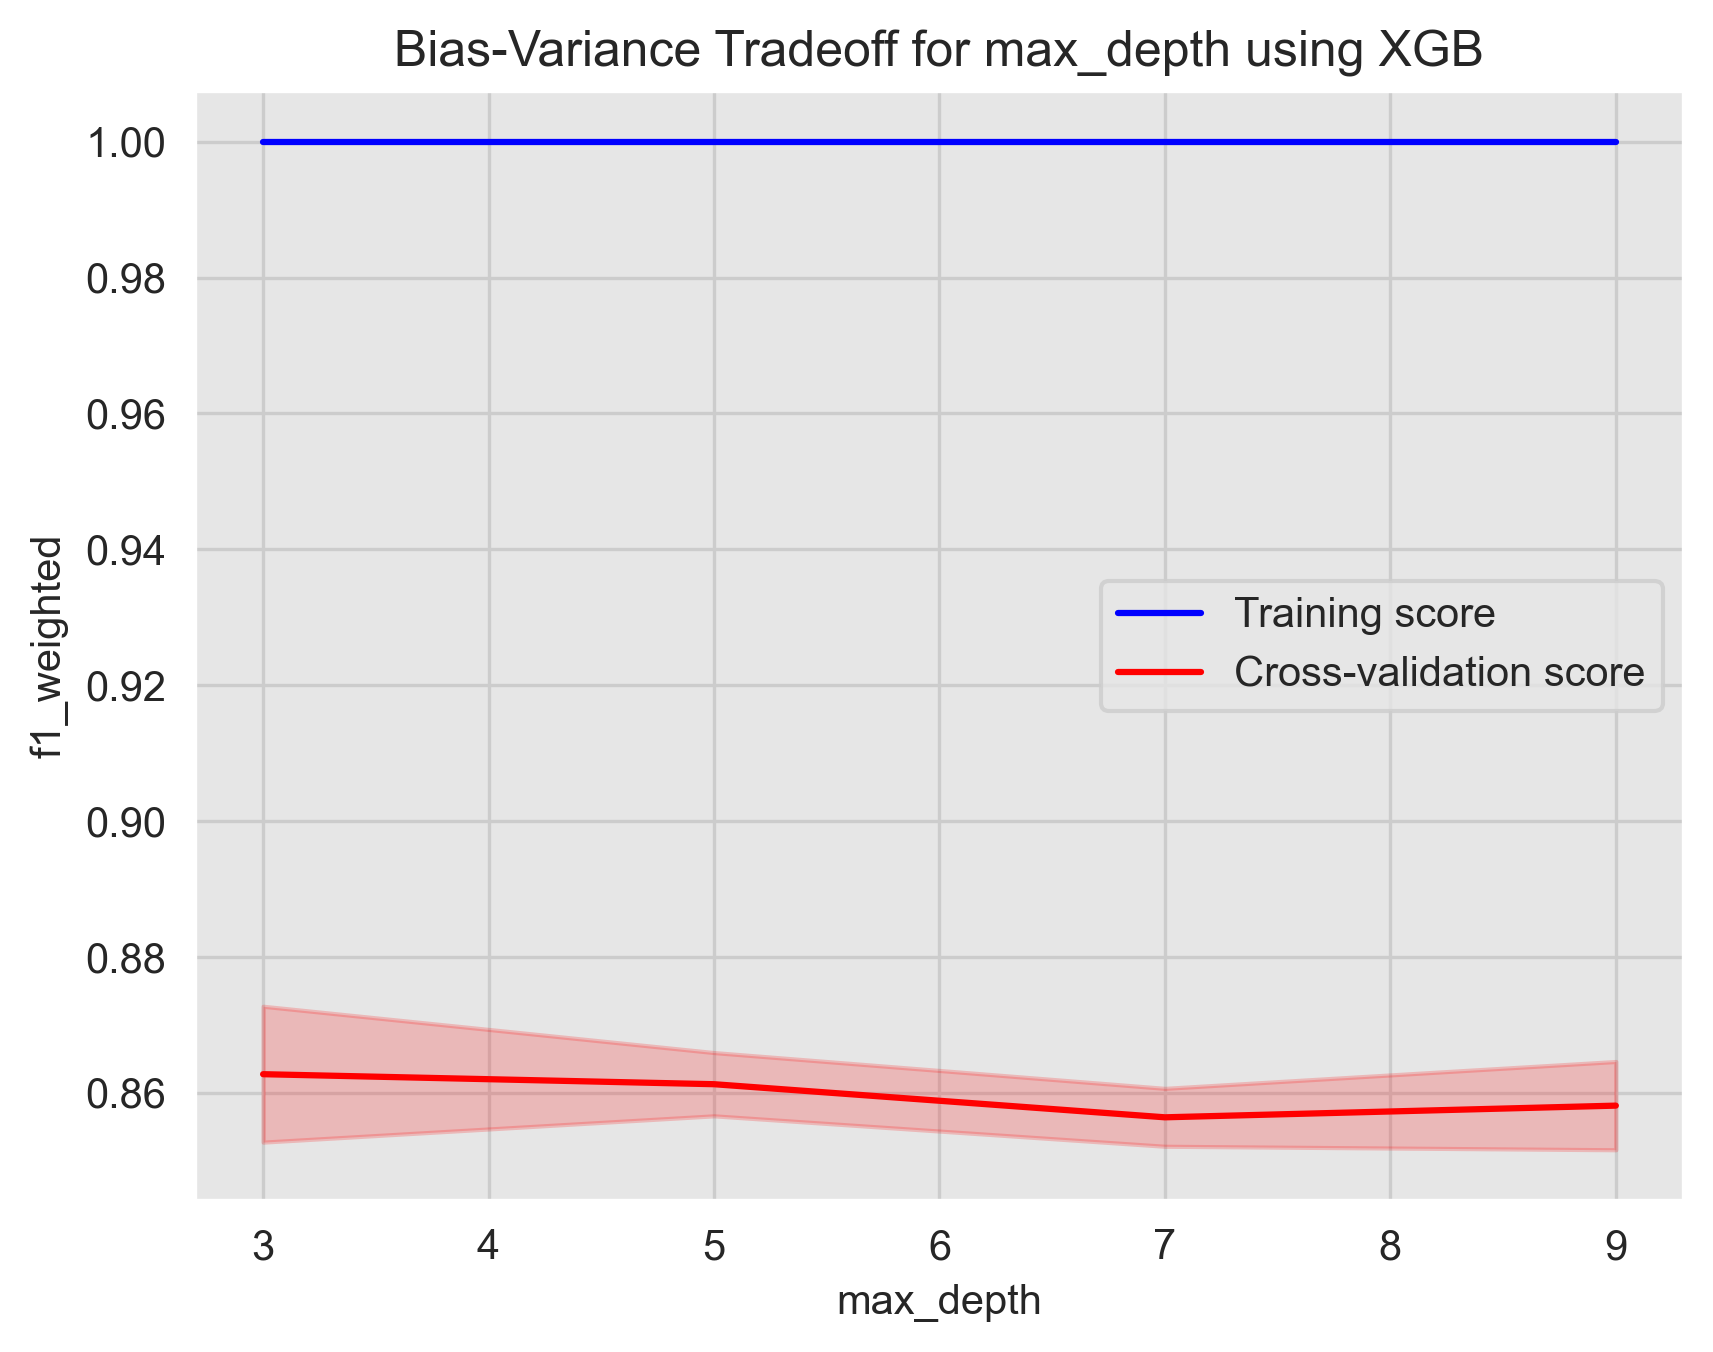 Bias-Variance Tradeoff for max_depth using XGB
1.00
0.98
0.96
0.94
0.92
0.90
0.88
0.86
f1_weighted
Training score
Cross-validation score
3 4 5 6 7 8 9
max_depth